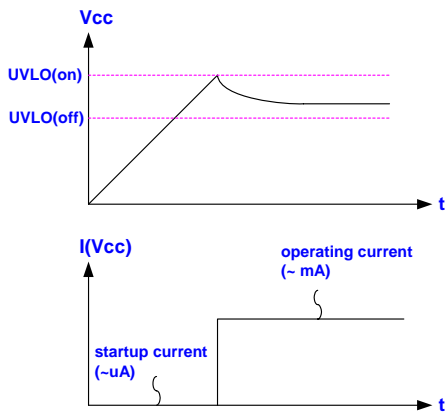 Vcc
UVLO(on)
UVLO(off)
t
I(Vcc)
operating current
(~ mA)
startup current
(~uA)
t